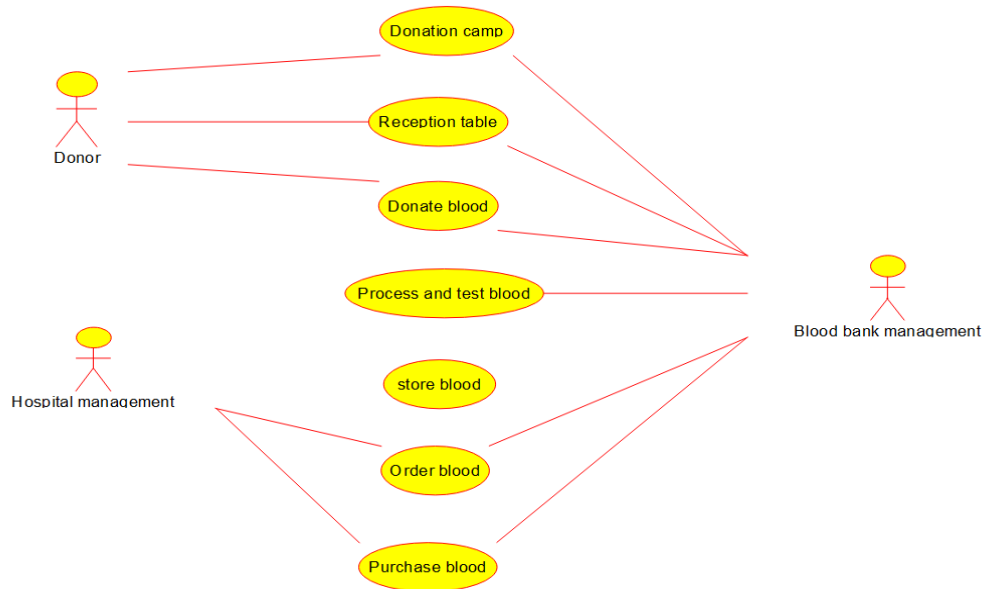 Donation camp
Reception table
Donor
Donate blood
Process and test blood
Blood bank management
store blood
Hospital management
Order blood
Purchase blood